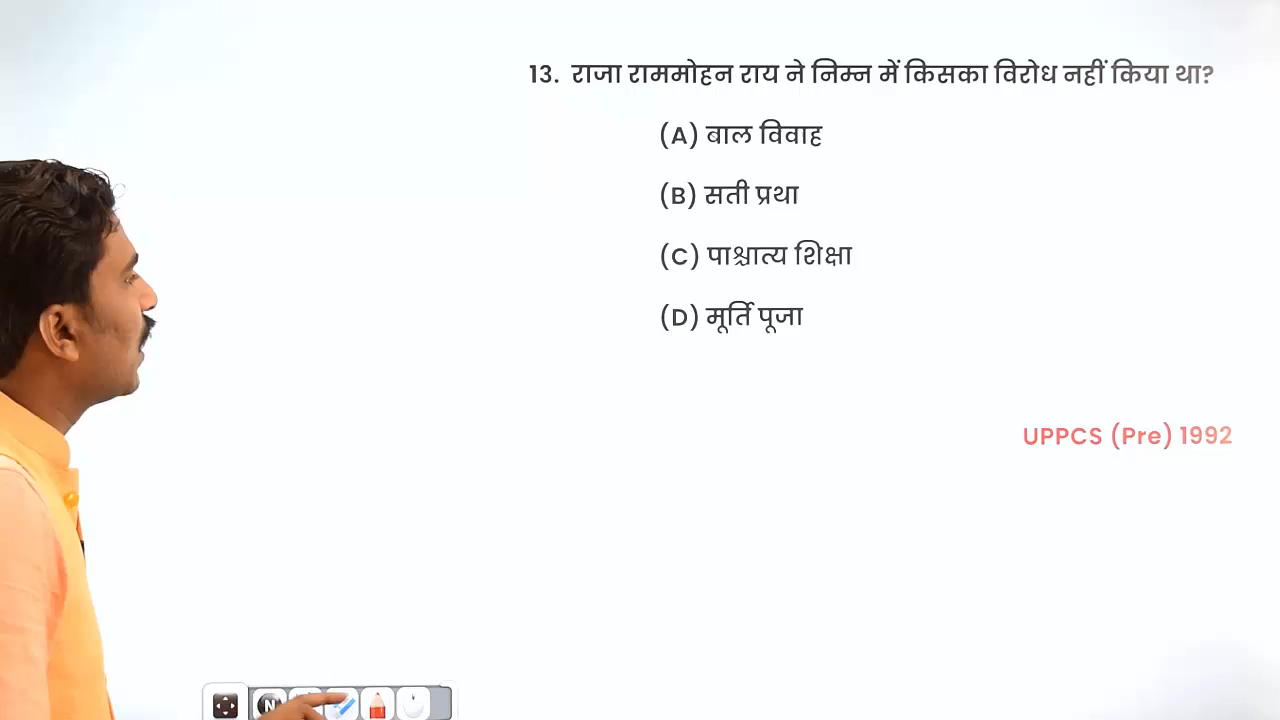 13. राजा राममोहन राय ने निम्न में किसका विरोध नहीं किया था?
(A) बाल विवाह
(B) सती प्रथा
(C) पाश्चात्य शिक्षा
(D) मूर्ति पूजा
UPPCS (Pre) 1992
N